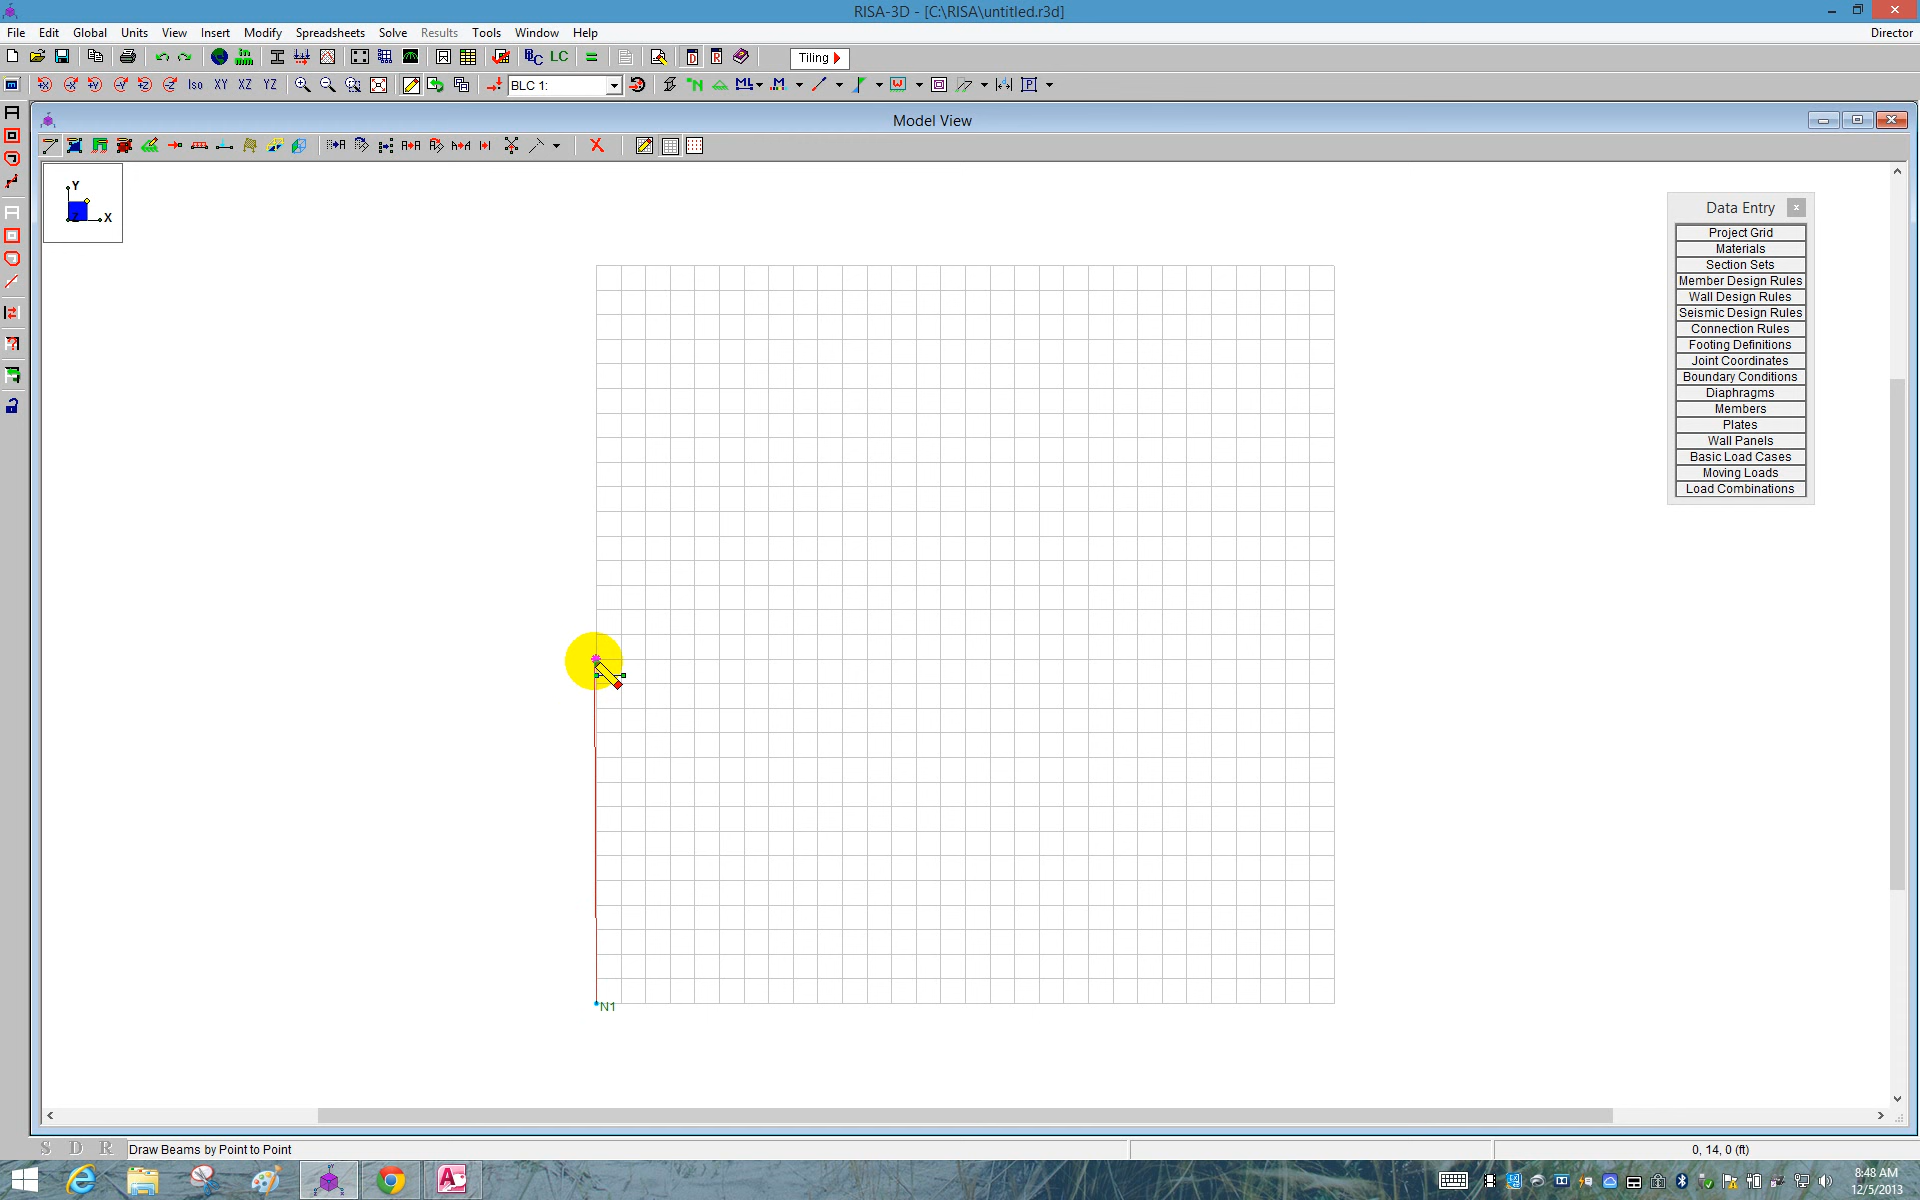 RISA-3D - [C:\RISA\untitled.r3d]
File Edit Global Units View Insert Modify Spreadsheets Solve Results Tools Window Help Director
LC D R Tiling
Iso XY XZ YZ BLC 1: N ML M W P
Model View
Y
Z X
Data Entry
Project Grid
Materials
Section Sets
Member Design Rules
Wall Design Rules
Seismic Design Rules
Connection Rules
Footing Definitions
Joint Coordinates
Boundary Conditions
Diaphragms
Members
Plates
Wall Panels
Basic Load Cases
Moving Loads
Load Combinations
N1
S D R Draw Beams by Point to Point 0, 14, 0 (ft)
8:48 AM
12/5/2013